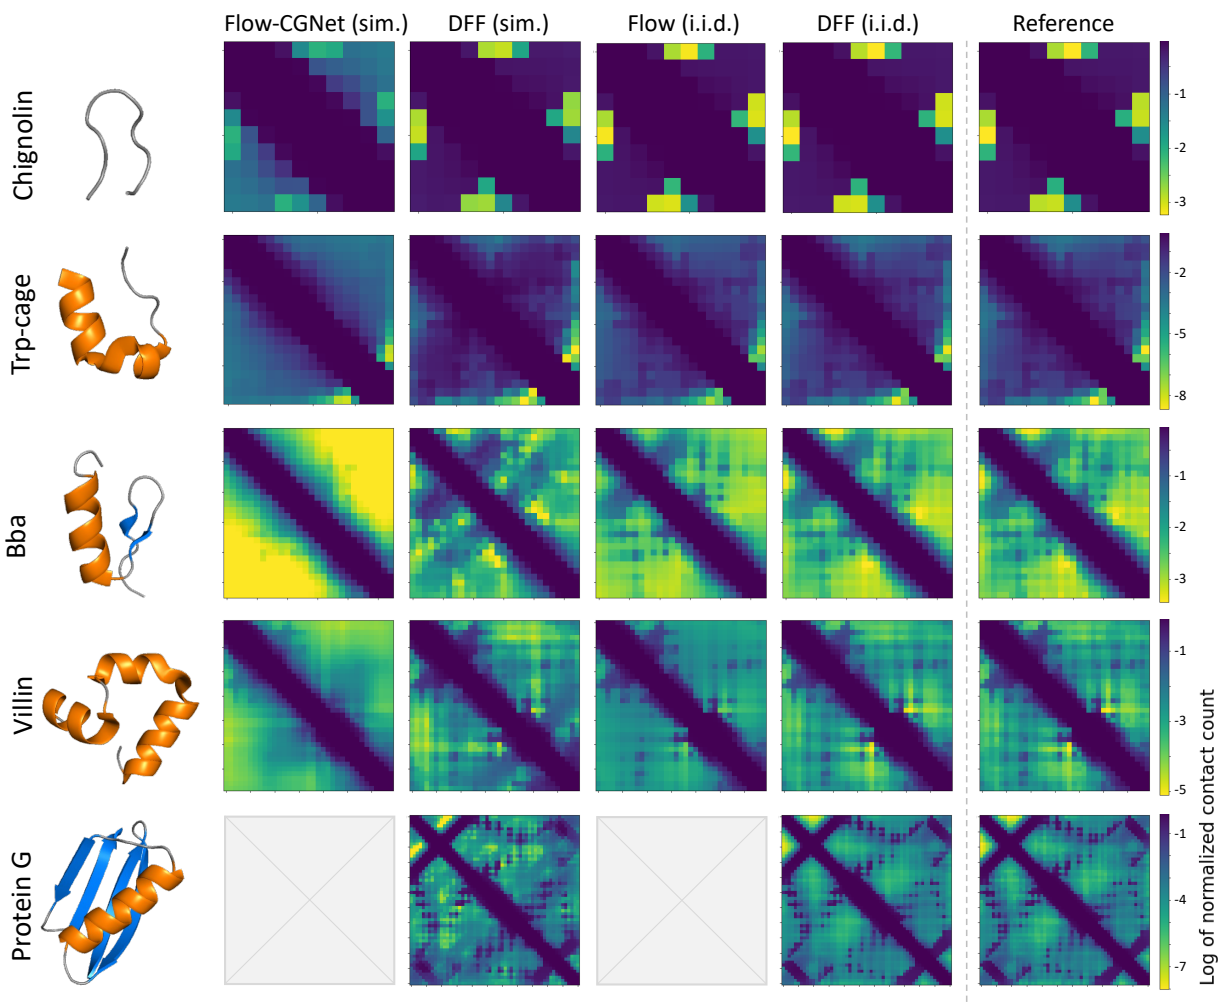 Flow-CGNet (sim.) DFF (sim.) Flow (i.i.d.) DFF (i.i.d.) Reference
Chignolin
-1
-2
-3
Trp-cage
-2
-5
-8
Bba
-1
-2
-3
Villin
-1
-3
-5
Protein G
-1
-4
-7
Log of normalized contact count